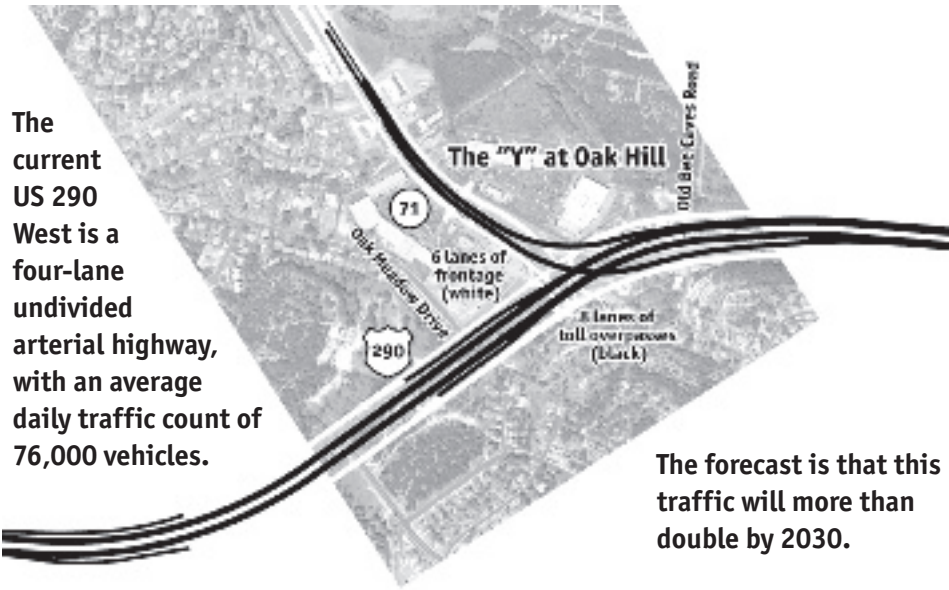 The
current
US 290
West is a
four-lane
undivided
arterial highway,
with an average
daily traffic count of
76,000 vehicles.
The "Y" at Oak Hill
Old Bee Caves Road
71
Oak Meadow Drive
6 lanes of
frontage
(white)
290
8 lanes of
toll overpasses
(black)
The forecast is that this
traffic will more than
double by 2030.